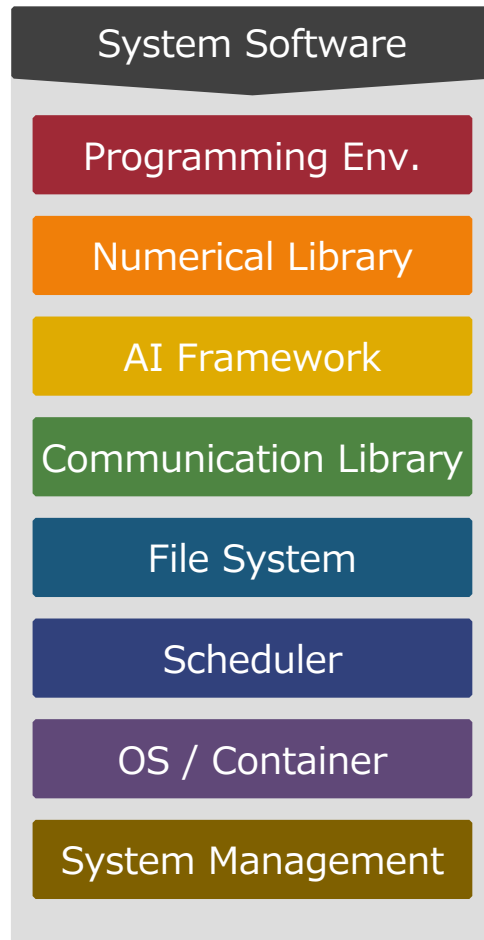 System Software
Programming Env.
Numerical Library
AI Framework
Communication Library
File System
Scheduler
OS / Container
System Management